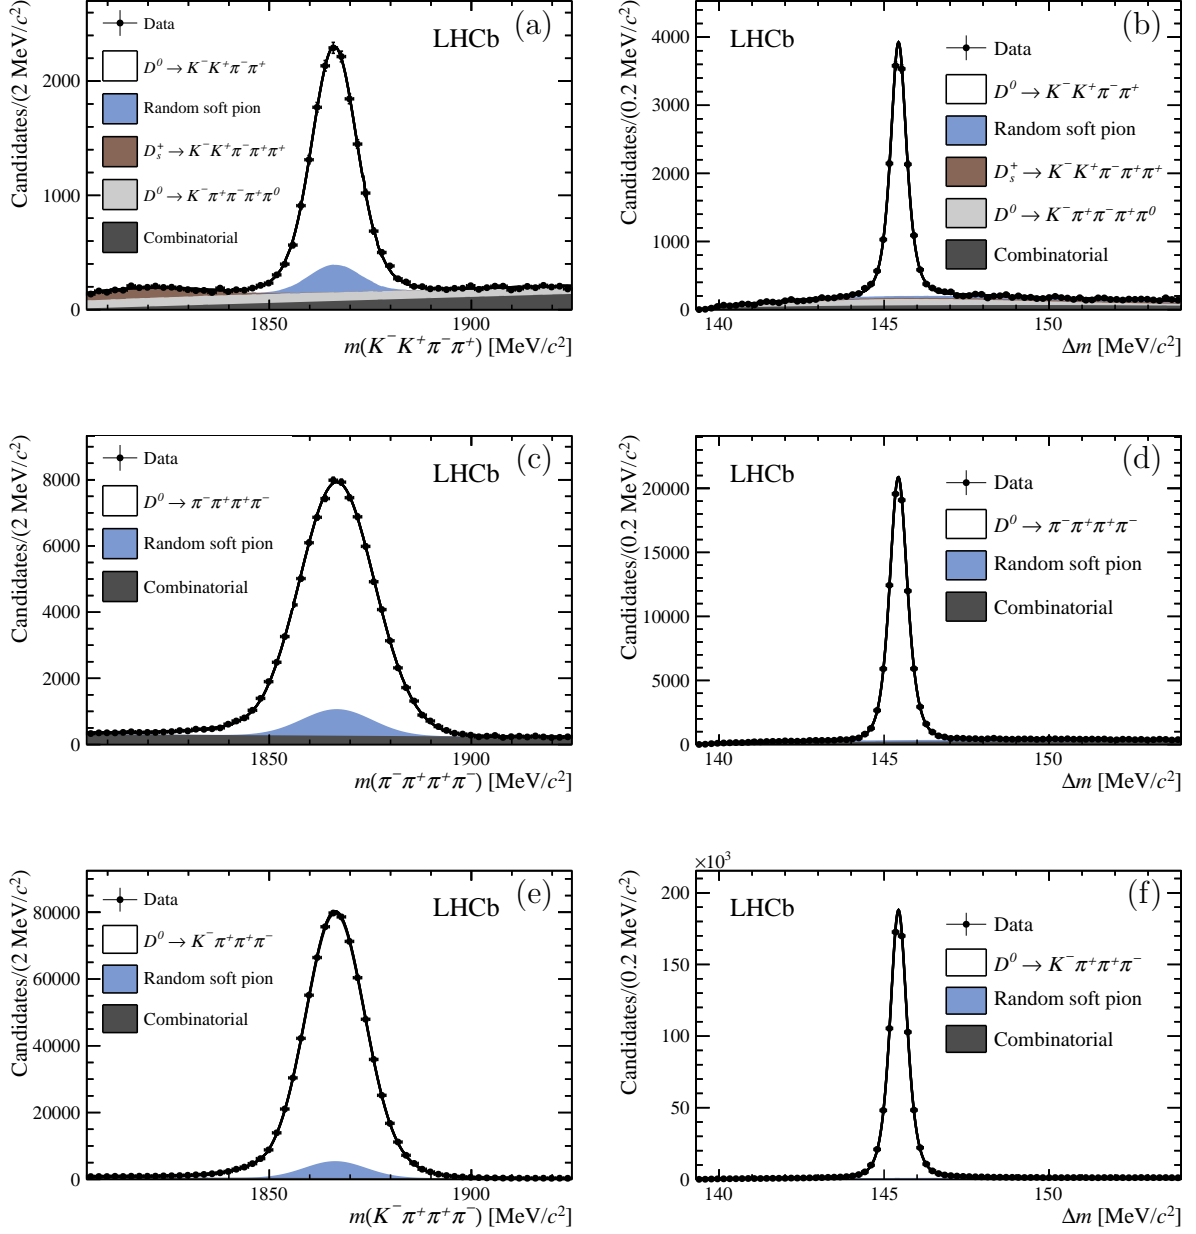 (a)
LHCb
Data
D⁰ → K⁻K⁺π⁻π⁺
Random soft pion
Dₛ⁺ → K⁻K⁺π⁻π⁺π⁺
D⁰ → K⁻π⁺π⁻π⁺π⁰
Combinatorial
Candidates/(2 MeV/c²)
2000
1000
0
1850
1900
m(K⁻K⁺π⁻π⁺) [MeV/c²]
(b)
LHCb
Data
D⁰ → K⁻K⁺π⁻π⁺
Random soft pion
Dₛ⁺ → K⁻K⁺π⁻π⁺π⁺
D⁰ → K⁻π⁺π⁻π⁺π⁰
Combinatorial
Candidates/(0.2 MeV/c²)
4000
3000
2000
1000
0
140
145
150
Δm [MeV/c²]
(c)
LHCb
Data
D⁰ → π⁻π⁺π⁺π⁻
Random soft pion
Combinatorial
Candidates/(2 MeV/c²)
8000
6000
4000
2000
0
1850
1900
m(π⁻π⁺π⁺π⁻) [MeV/c²]
(d)
LHCb
Data
D⁰ → π⁻π⁺π⁺π⁻
Random soft pion
Combinatorial
Candidates/(0.2 MeV/c²)
20000
15000
10000
5000
0
140
145
150
Δm [MeV/c²]
(e)
LHCb
Data
D⁰ → K⁻π⁺π⁺π⁻
Random soft pion
Combinatorial
Candidates/(2 MeV/c²)
80000
60000
40000
20000
0
1850
1900
m(K⁻π⁺π⁺π⁻) [MeV/c²]
(f)
LHCb
Data
D⁰ → K⁻π⁺π⁺π⁻
Random soft pion
Combinatorial
Candidates/(0.2 MeV/c²)
×10³
200
150
100
50
0
140
145
150
Δm [MeV/c²]